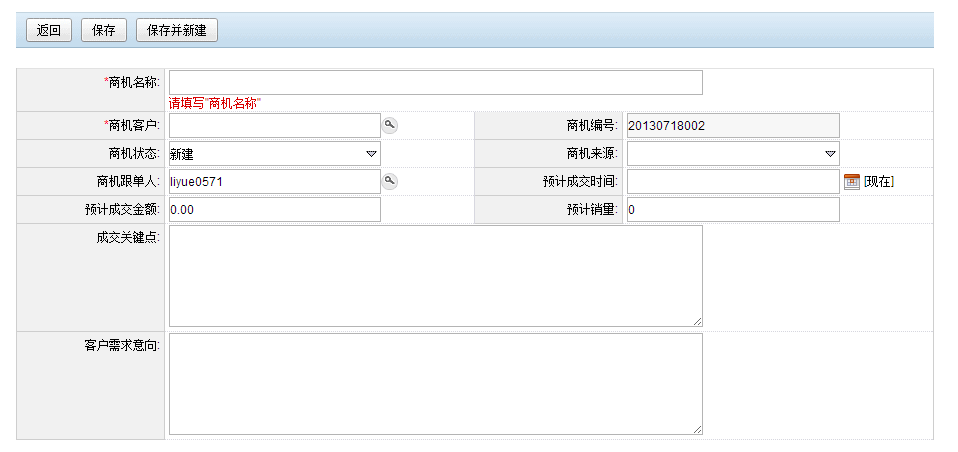 返回 保存 保存并新建
*商机名称:
请填写"商机名称"
*商机客户: 商机编号: 20130718002
商机状态: 新建 商机来源:
商机跟单人: liyue0571 预计成交时间: [现在]
预计成交金额: 0.00 预计销量: 0
成交关键点:
客户需求意向: